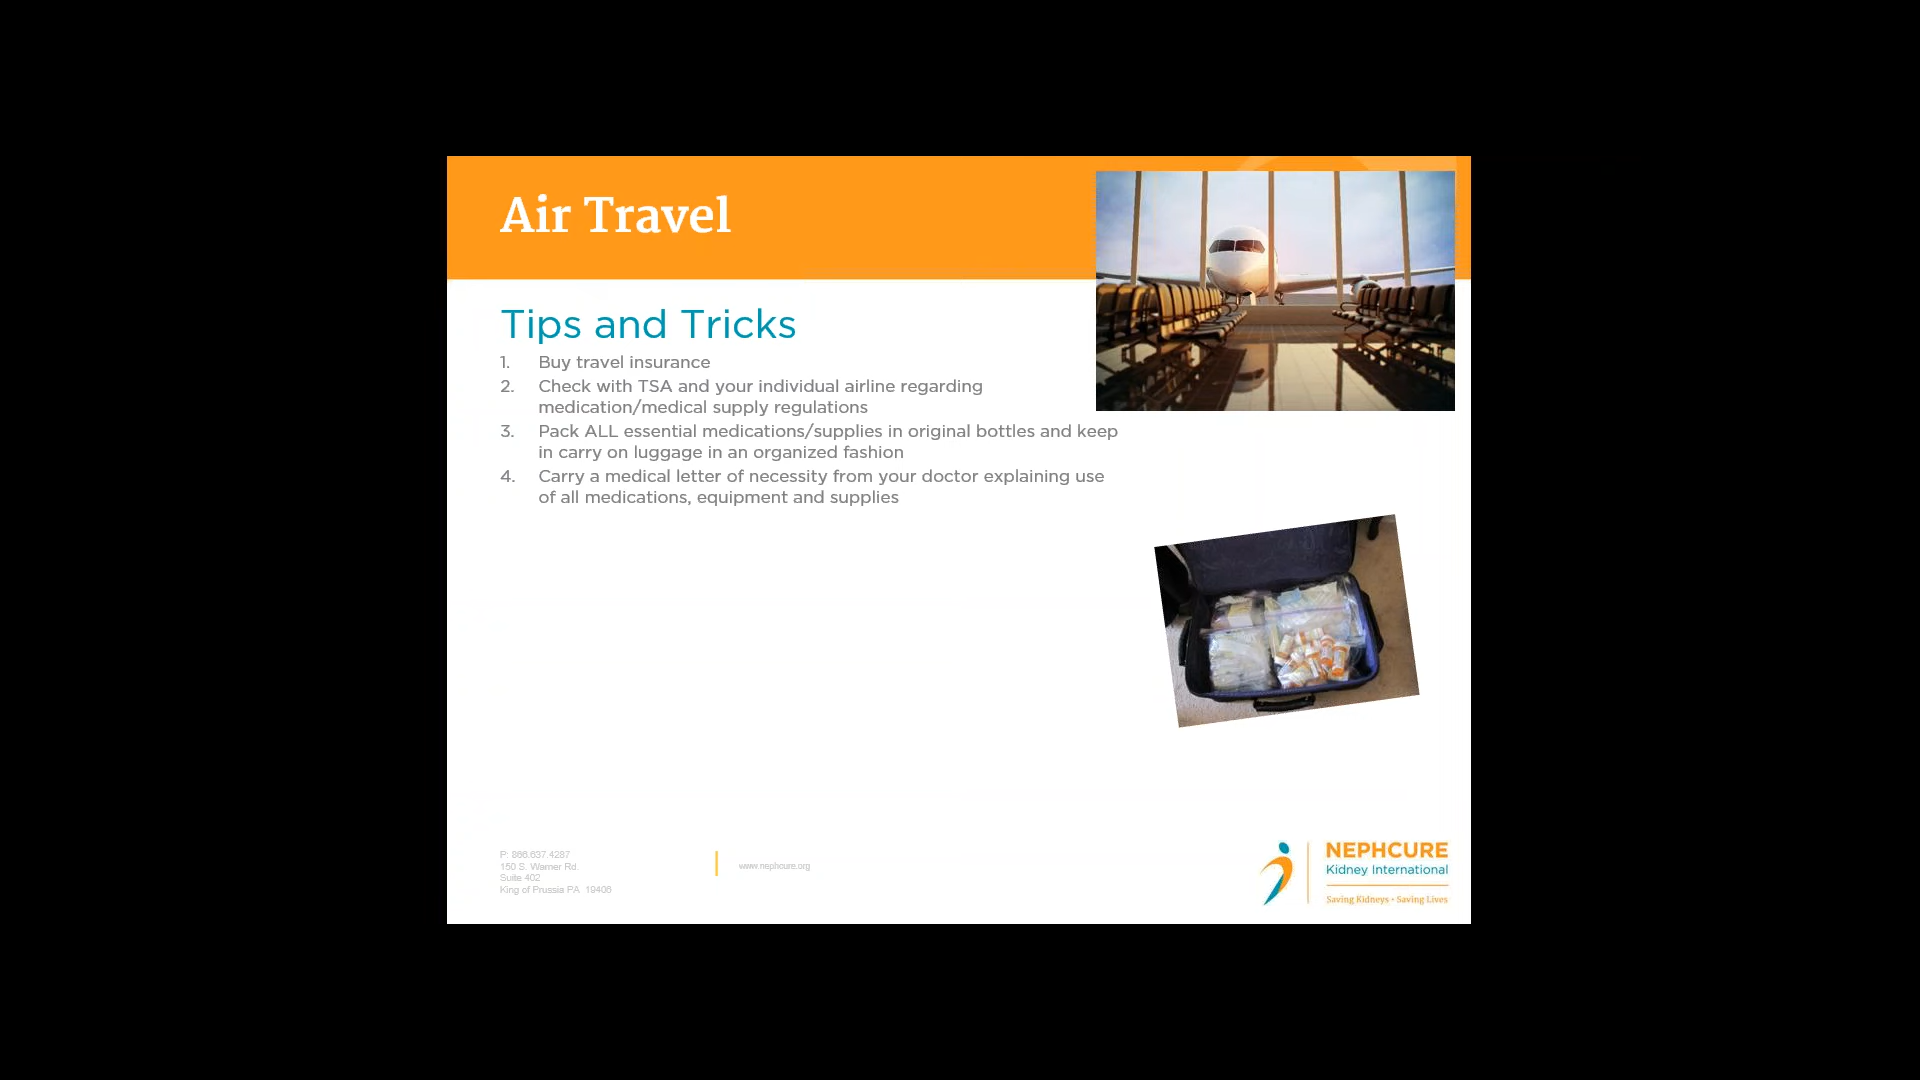 Air Travel
Tips and Tricks
1. Buy travel insurance
2. Check with TSA and your individual airline regarding
medication/medical supply regulations
3. Pack ALL essential medications/supplies in original bottles and keep
in carry on luggage in an organized fashion
4. Carry a medical letter of necessity from your doctor explaining use
of all medications, equipment and supplies
P: 866.637.4287
150 S. Warner Rd.
Suite 402
King of Prussia PA. 19406
www.nephcure.org
NEPHCURE
Kidney International
Saving Kidneys • Saving Lives